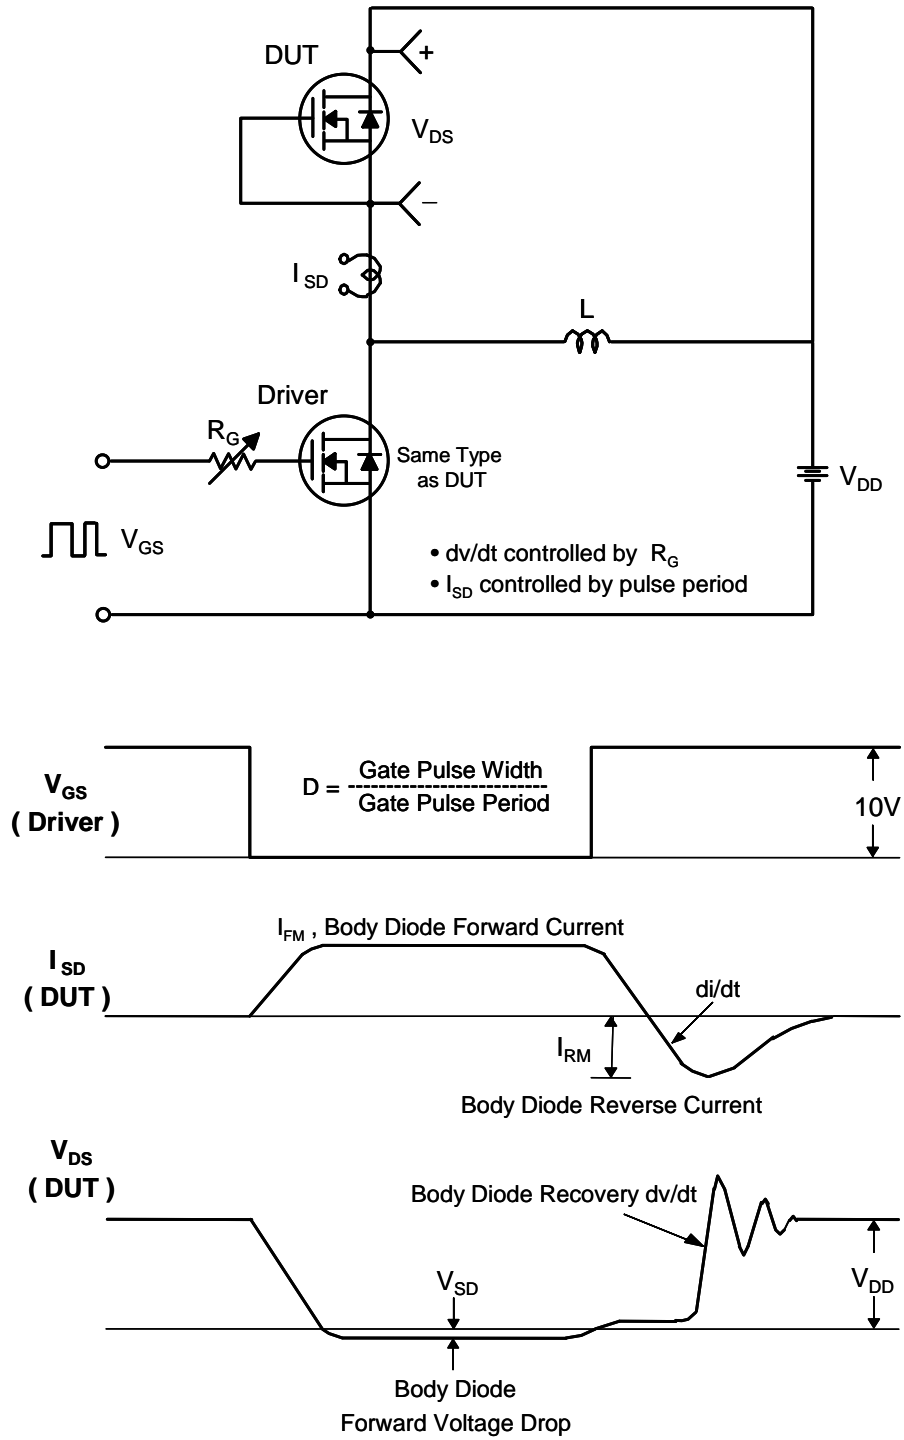 DUT
+
V_DS
−
I_SD
L
Driver
R_G
Same Type
as DUT
V_DD
V_GS
• dv/dt controlled by R_G
• I_SD controlled by pulse period
V_GS
( Driver )
D = Gate Pulse Width
Gate Pulse Period
10V
I_FM , Body Diode Forward Current
I_SD
( DUT )
di/dt
I_RM
Body Diode Reverse Current
V_DS
( DUT )
Body Diode Recovery dv/dt
V_SD
V_DD
Body Diode
Forward Voltage Drop